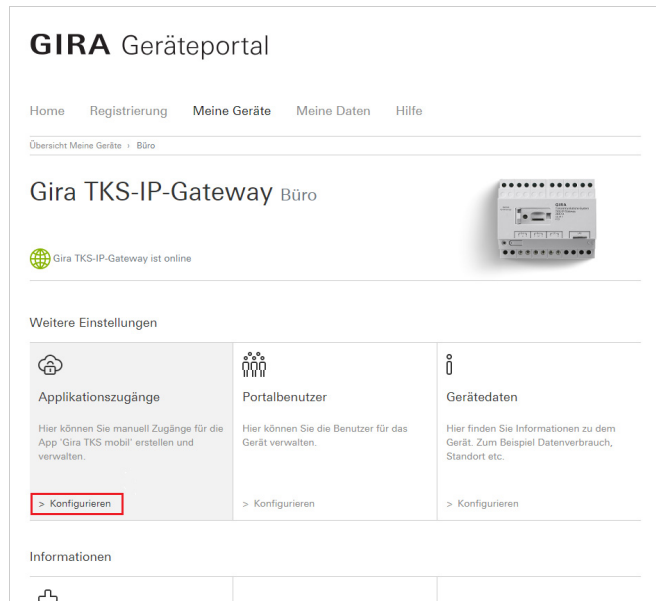 GIRA Geräteportal
Home Registrierung Meine Geräte Meine Daten Hilfe
Übersicht Meine Geräte › Büro
Gira TKS-IP-Gateway Büro
GIRA
Gira TKS-IP-Gateway ist online
Weitere Einstellungen
Applikationszugänge
Hier können Sie manuell Zugänge für die
App 'Gira TKS mobil' erstellen und
verwalten.
> Konfigurieren
Portalbenutzer
Hier können Sie die Benutzer für das
Gerät verwalten.
> Konfigurieren
Gerätedaten
Hier finden Sie Informationen zu dem
Gerät. Zum Beispiel Datenverbrauch,
Standort etc.
> Konfigurieren
Informationen